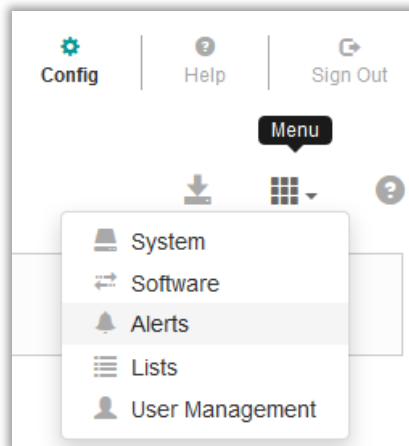 Config Help Sign Out
Menu
System
Software
Alerts
Lists
User Management